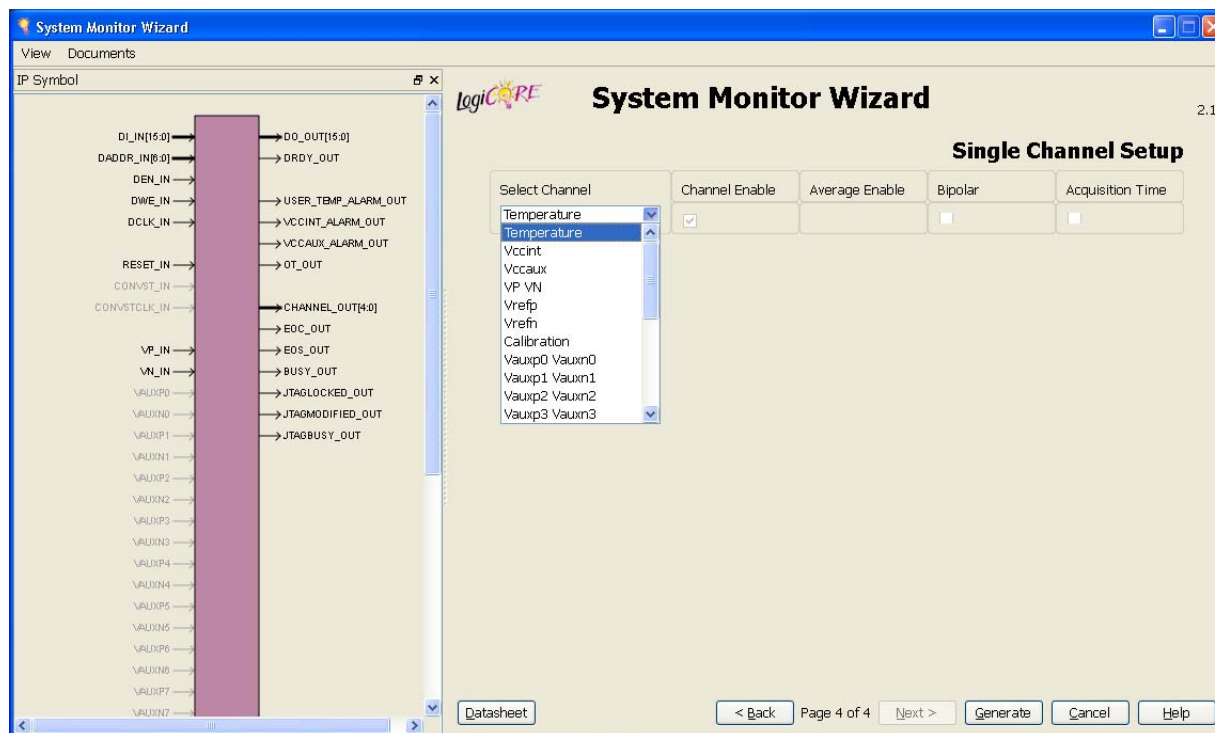 System Monitor Wizard
View Documents
IP Symbol
DI_IN[15:0]
DADDR_IN[6:0]
DEN_IN
DWE_IN
DCLK_IN
RESET_IN
CONVST_IN
CONVSTCLK_IN
VP_IN
VN_IN
VAUXP0
VAUXN0
VAUXP1
VAUXN1
VAUXP2
VAUXN2
VAUXP3
VAUXN3
VAUXP4
VAUXN4
VAUXP5
VAUXN5
VAUXP6
VAUXN6
VAUXP7
VAUXN7
DO_OUT[15:0]
DRDY_OUT
USER_TEMP_ALARM_OUT
VCCINT_ALARM_OUT
VCCAUX_ALARM_OUT
OT_OUT
CHANNEL_OUT[4:0]
EOC_OUT
EOS_OUT
BUSY_OUT
JTAGLOCKED_OUT
JTAGMODIFIED_OUT
JTAGBUSY_OUT
LogiCORE
System Monitor Wizard
2.1
Single Channel Setup
Select Channel Channel Enable Average Enable Bipolar Acquisition Time
Temperature
Temperature
Vccint
Vccaux
VP VN
Vrefp
Vrefn
Calibration
Vauxp0 Vauxn0
Vauxp1 Vauxn1
Vauxp2 Vauxn2
Vauxp3 Vauxn3
Datasheet < Back Page 4 of 4 Next > Generate Cancel Help